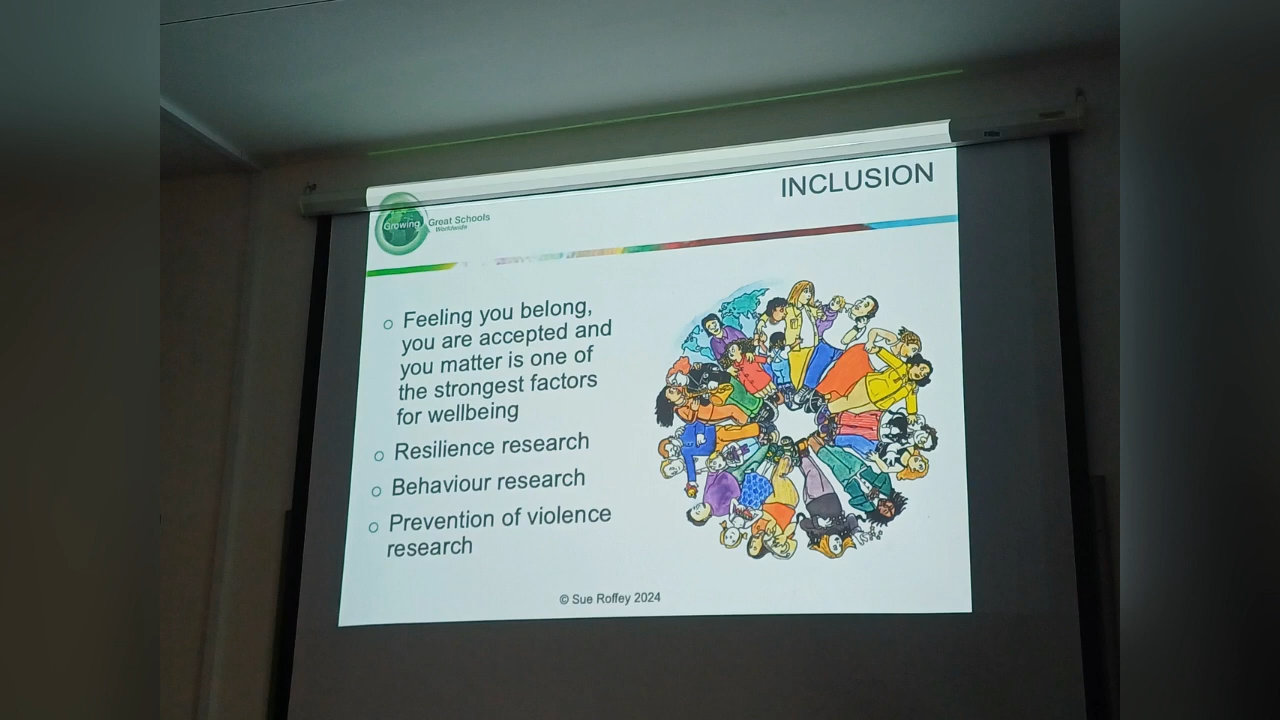 INCLUSION
Growing
Great Schools
Worldwide
Feeling you belong,
you are accepted and
you matter is one of
the strongest factors
for wellbeing
Resilience research
Behaviour research
Prevention of violence
research
© Sue Roffey 2024